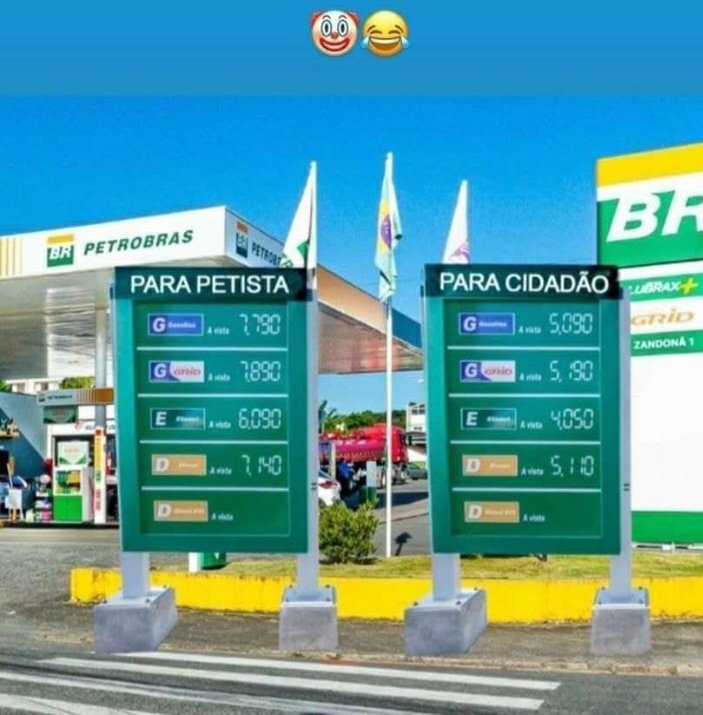 BR PETROBRAS
BR PETROBRAS
BR
LUBRAX+
GRID
ZANDONÁ 1
PARA PETISTA
G Gasolina A vista 7,790
G GRID A vista 7,890
E Etanol A vista 6,090
D Diesel A vista 7,140
D Diesel S10 A vista
PARA CIDADÃO
G Gasolina A vista 5,090
G GRID A vista 5,190
E Etanol A vista 4,050
D Diesel A vista 5,110
D Diesel S10 A vista